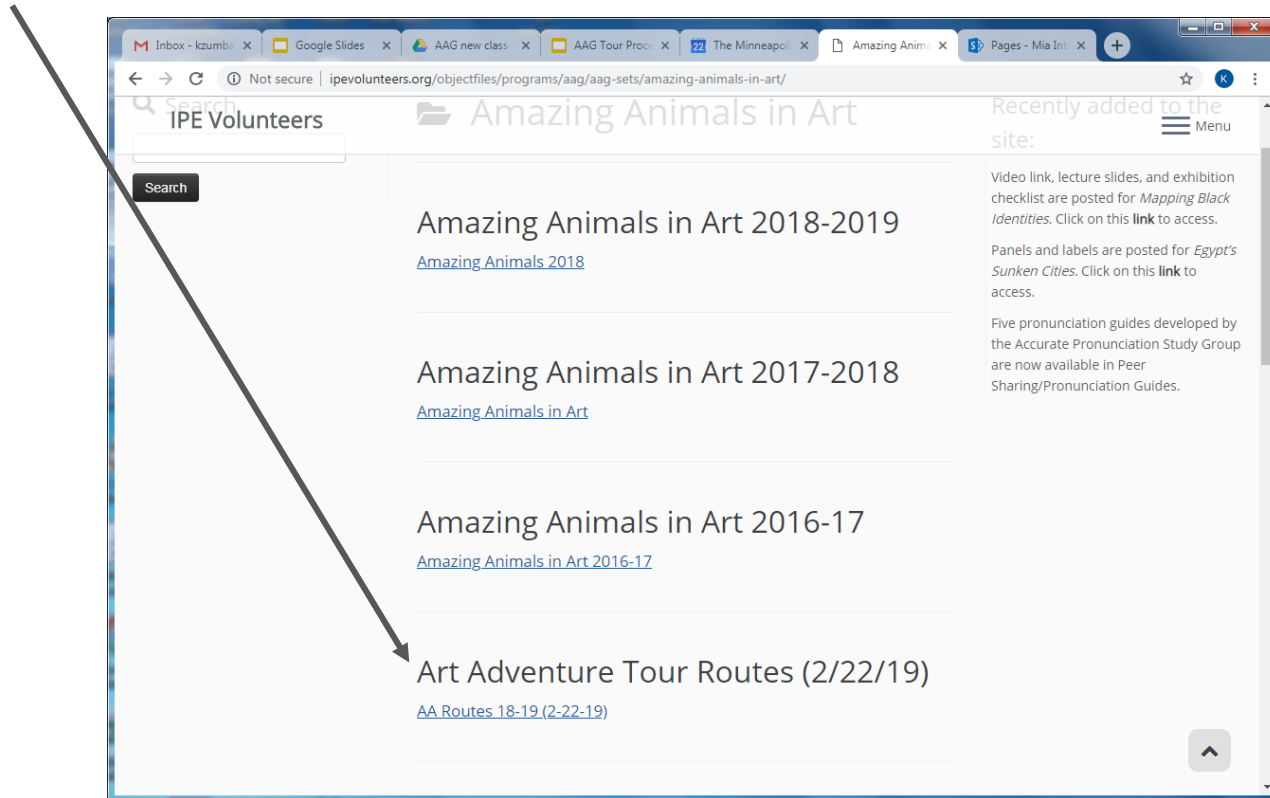 Inbox - kzumba
Google Slides
AAG new class
AAG Tour Proce
22 The Minneapoli
Amazing Anima
Pages - Mia Int
Not secure | ipevolunteers.org/objectfiles/programs/aag/aag-sets/amazing-animals-in-art/
K
Search
IPE Volunteers
Search
Amazing Animals in Art
Amazing Animals in Art 2018-2019
Amazing Animals 2018
Amazing Animals in Art 2017-2018
Amazing Animals in Art
Amazing Animals in Art 2016-17
Amazing Animals in Art 2016-17
Art Adventure Tour Routes (2/22/19)
AA Routes 18-19 (2-22-19)
Recently added to the
Menu
site:
Video link, lecture slides, and exhibition
checklist are posted for Mapping Black
Identities. Click on this link to access.
Panels and labels are posted for Egypt's
Sunken Cities. Click on this link to
access.
Five pronunciation guides developed by
the Accurate Pronunciation Study Group
are now available in Peer
Sharing/Pronunciation Guides.